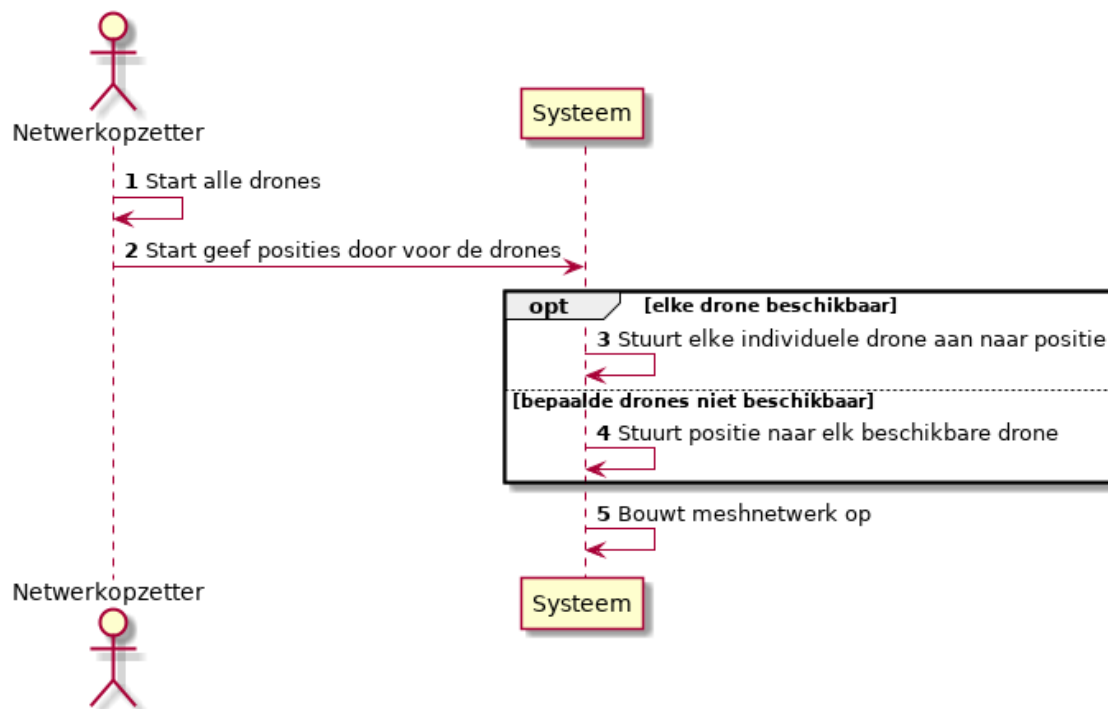 Netwerkopzetter
Systeem
1 Start alle drones
2 Start geef posities door voor de drones
opt [elke drone beschikbaar]
3 Stuurt elke individuele drone aan naar positie
[bepaalde drones niet beschikbaar]
4 Stuurt positie naar elk beschikbare drone
5 Bouwt meshnetwerk op
Netwerkopzetter
Systeem